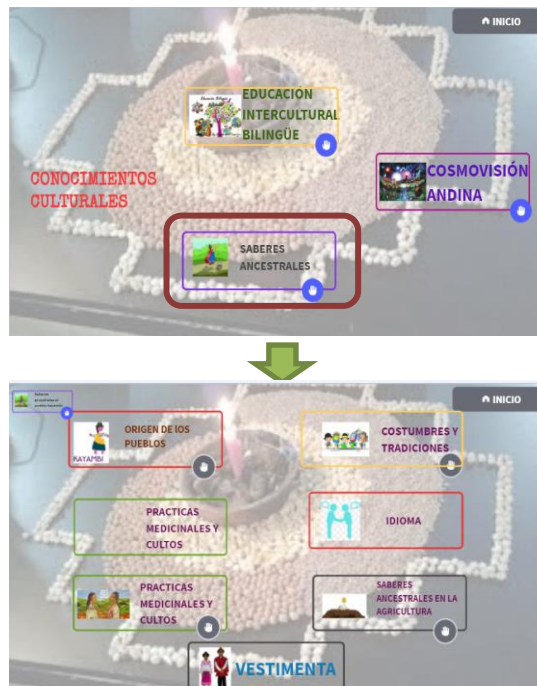 INICIO
EDUCACION
INTERCULTURAL
BILINGÜE
CONOCIMIENTOS
CULTURALES
COSMOVISIÓN
ANDINA
SABERES
ANCESTRALES
INICIO
ORIGEN DE lOS
PUEBLOS
KAYAMBI
COSTUMBRES Y
TRADICIONES
PRACTICAS
MEDICINALES Y
CULTOS
IDIOMA
PRACTICAS
MEDICINALES Y
CULTOS
SABERES
ANCESTRALES EN LA
AGRICULTURA
VESTIMENTA